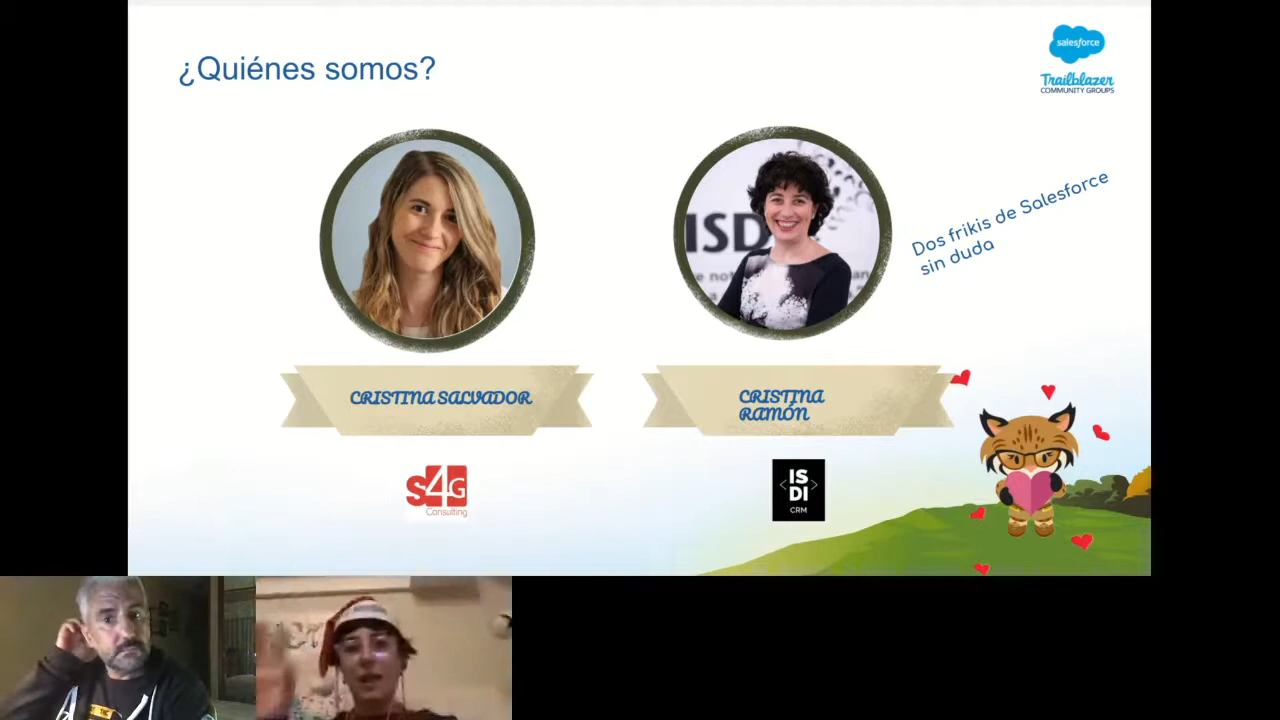 ¿Quiénes somos?
salesforce
Trailblazer
COMMUNITY GROUPS
ISD
Dos frikis de Salesforce
sin duda
CRISTINA SALVADOR
CRISTINA
RAMÓN
S4G
Consulting
<IS
DI>
CRM